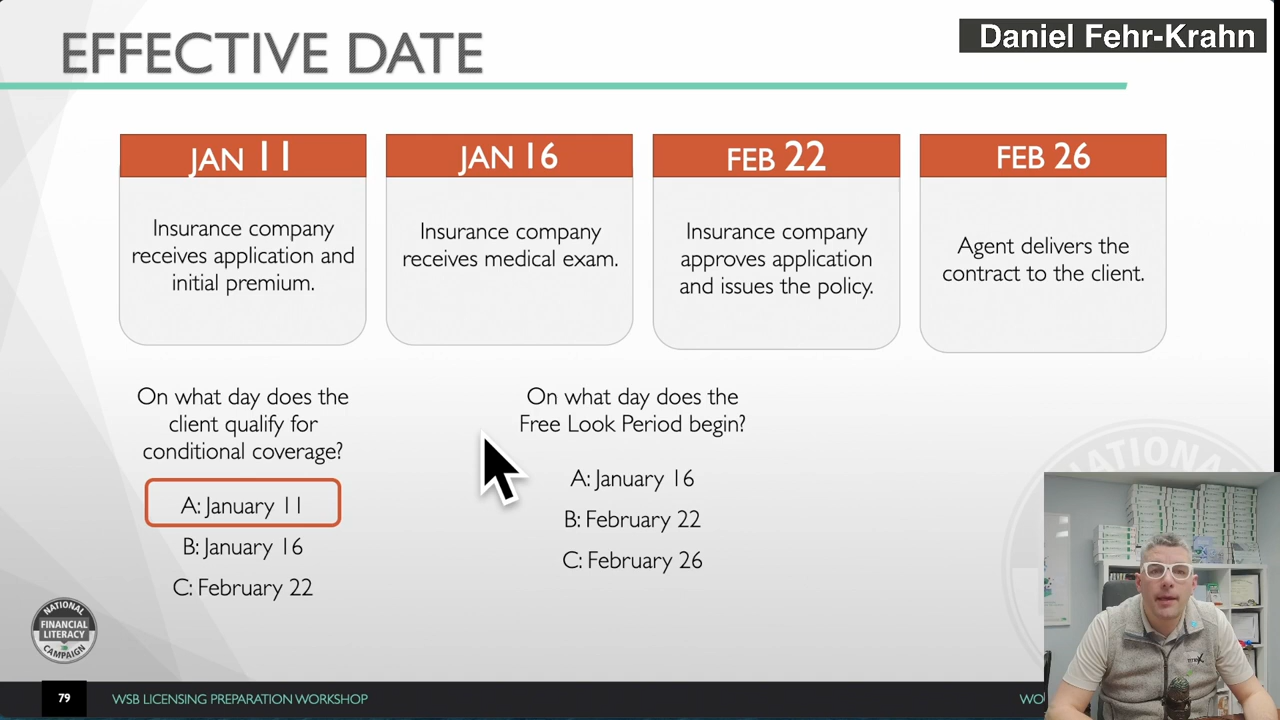 EFFECTIVE DATE
Daniel Fehr-Krahn
JAN 11
Insurance company
receives application and
initial premium.
JAN 16
Insurance company
receives medical exam.
FEB 22
Insurance company
approves application
and issues the policy.
FEB 26
Agent delivers the
contract to the client.
On what day does the
client qualify for
conditional coverage?
A: January 11
B: January 16
C: February 22
On what day does the
Free Look Period begin?
A: January 16
B: February 22
C: February 26
NATIONAL
FINANCIAL
LITERACY
CAMPAIGN
NATIONAL
79
WSB LICENSING PREPARATION WORKSHOP